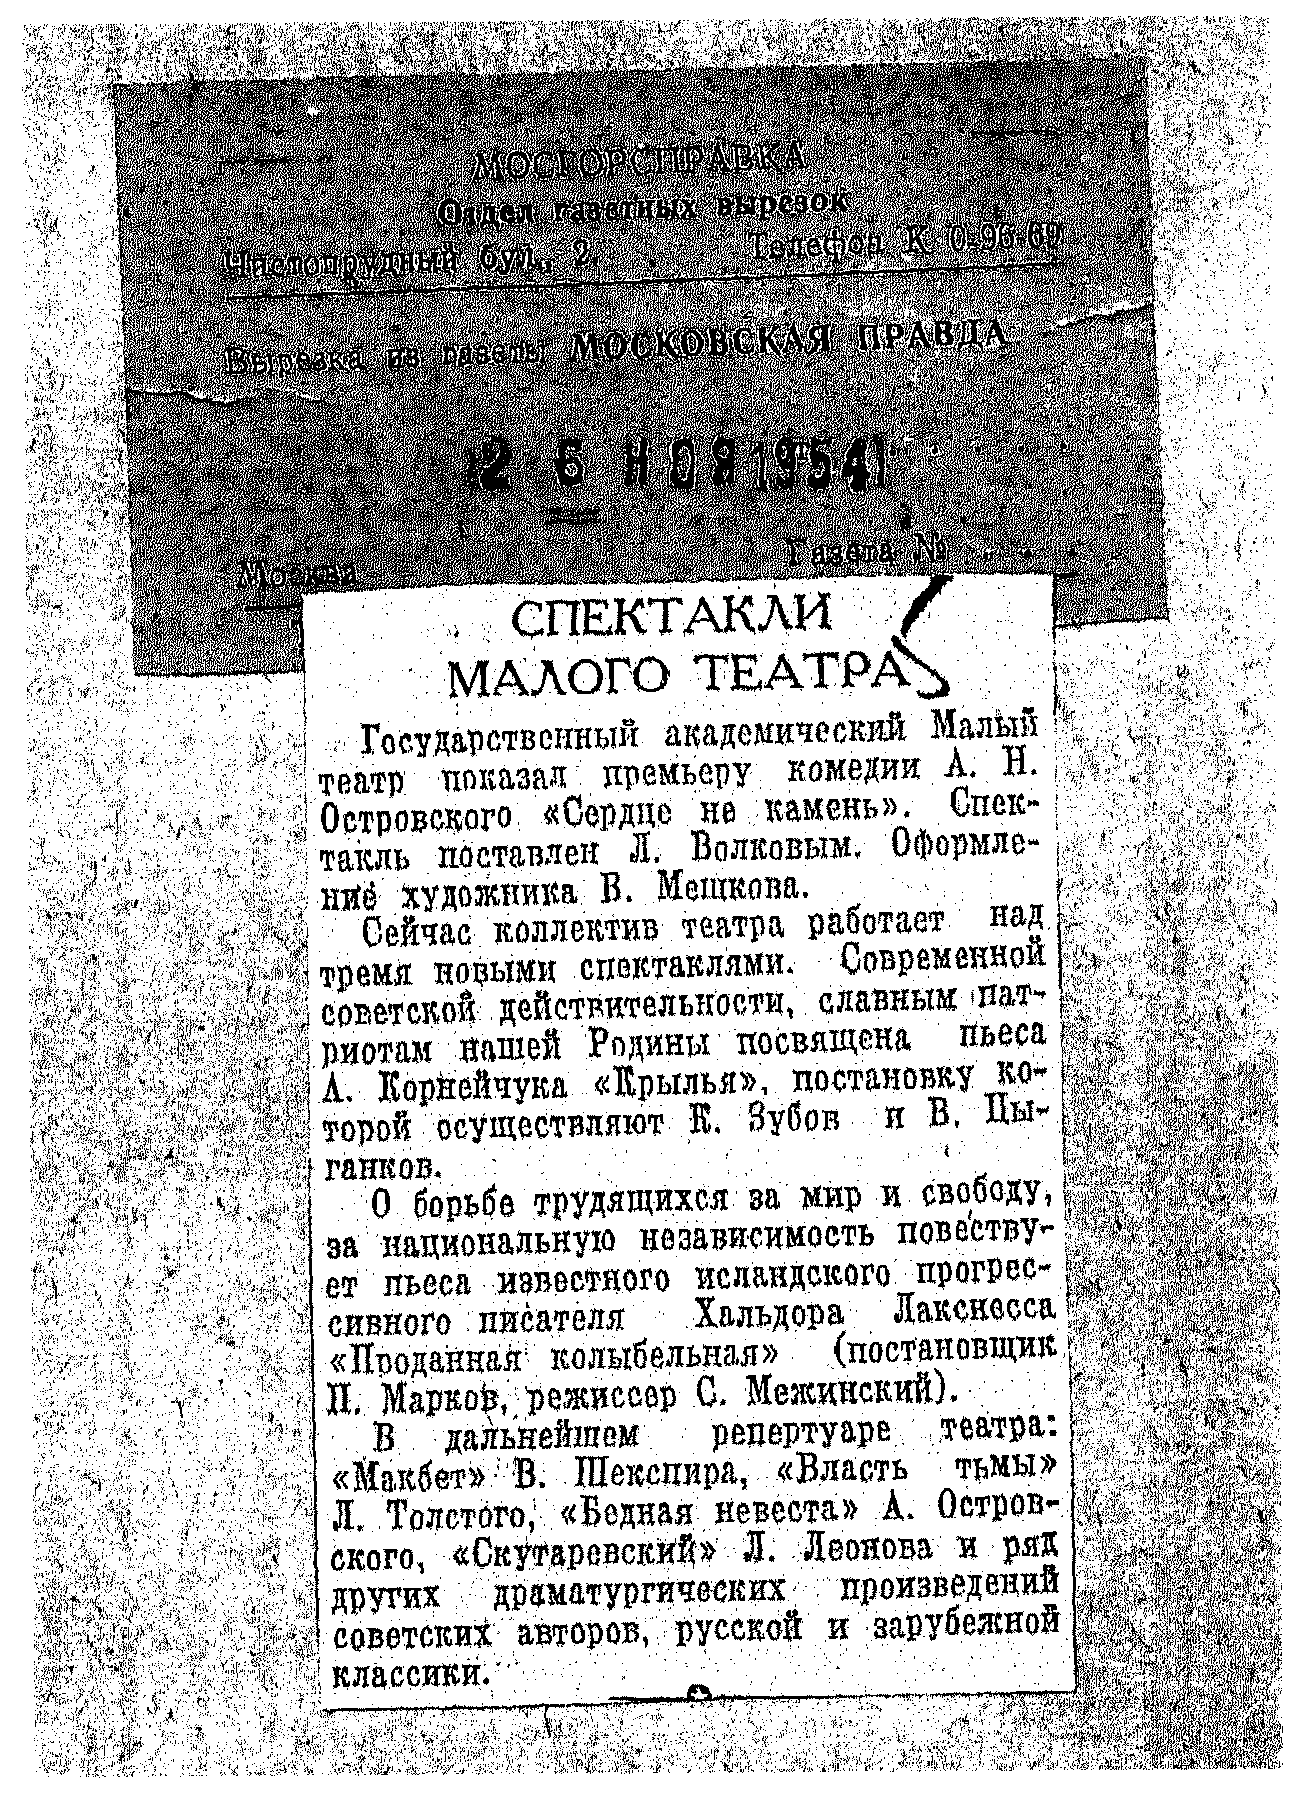 МОСГОРСПРАВКА
Отдел газетных вырезок
Чистопрудный бул., 2. Телефон К 0-96-69
Вырезка из газеты МОСКОВСКАЯ ПРАВДА
26 НОЯ 1954
Москва Газета №
СПЕКТАКЛИ
МАЛОГО ТЕАТРА
Государственный академический Малый
театр показал премьеру комедии А. Н.
Островского «Сердце не камень». Спек-
такль поставлен Л. Волковым. Оформле-
ние художника В. Мешкова.
Сейчас коллектив театра работает над
тремя новыми спектаклями. Современной
советской действительности, славным пат-
риотам нашей Родины посвящена пьеса
А. Корнейчука «Крылья», постановку ко-
торой осуществляют К. Зубов и В. Цы-
ганков.
О борьбе трудящихся за мир и свободу,
за национальную независимость повеству-
ет пьеса известного исландского прогрес-
сивного писателя Хальдора Лакснесса
«Проданная колыбельная» (постановщик
П. Марков, режиссер С. Межинский).
В дальнейшем репертуаре театра:
«Макбет» В. Шекспира, «Власть тьмы»
Л. Толстого, «Бедная невеста» А. Остров-
ского, «Скутаревский» Л. Леонова и ряд
других драматургических произведений
советских авторов, русской и зарубежной
классики.